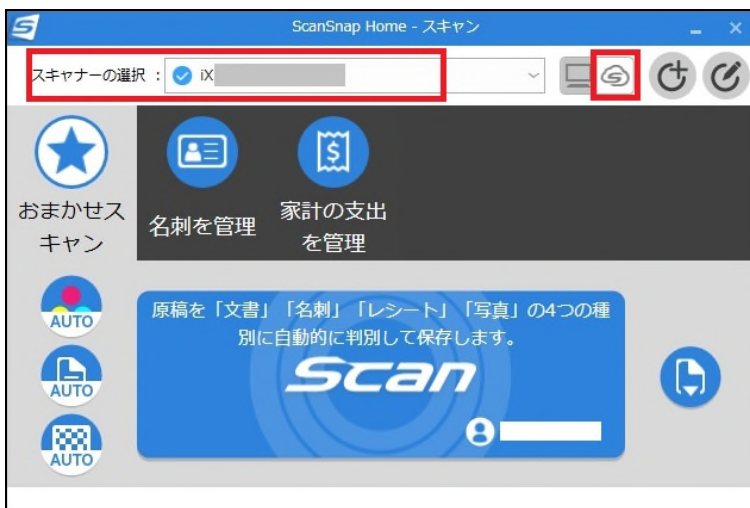 ScanSnap Home - スキャン
スキャナーの選択 : iX
おまかせス
キャン
名刺を管理
家計の支出
を管理
AUTO
AUTO
AUTO
原稿を「文書」「名刺」「レシート」「写真」の4つの種
別に自動的に判別して保存します。
Scan